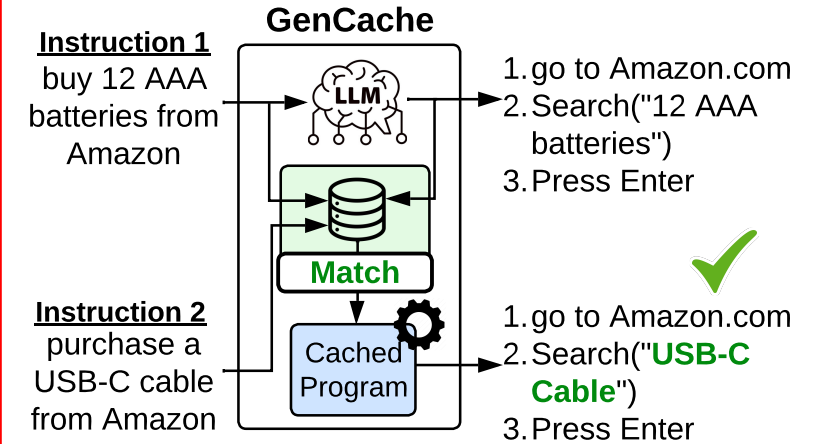 GenCache
Instruction 1
buy 12 AAA
batteries from
Amazon
LLM
1. go to Amazon.com
2. Search("12 AAA
batteries")
3. Press Enter
Match
Instruction 2
purchase a
USB-C cable
from Amazon
Cached
Program
1. go to Amazon.com
2. Search("USB-C
Cable")
3. Press Enter